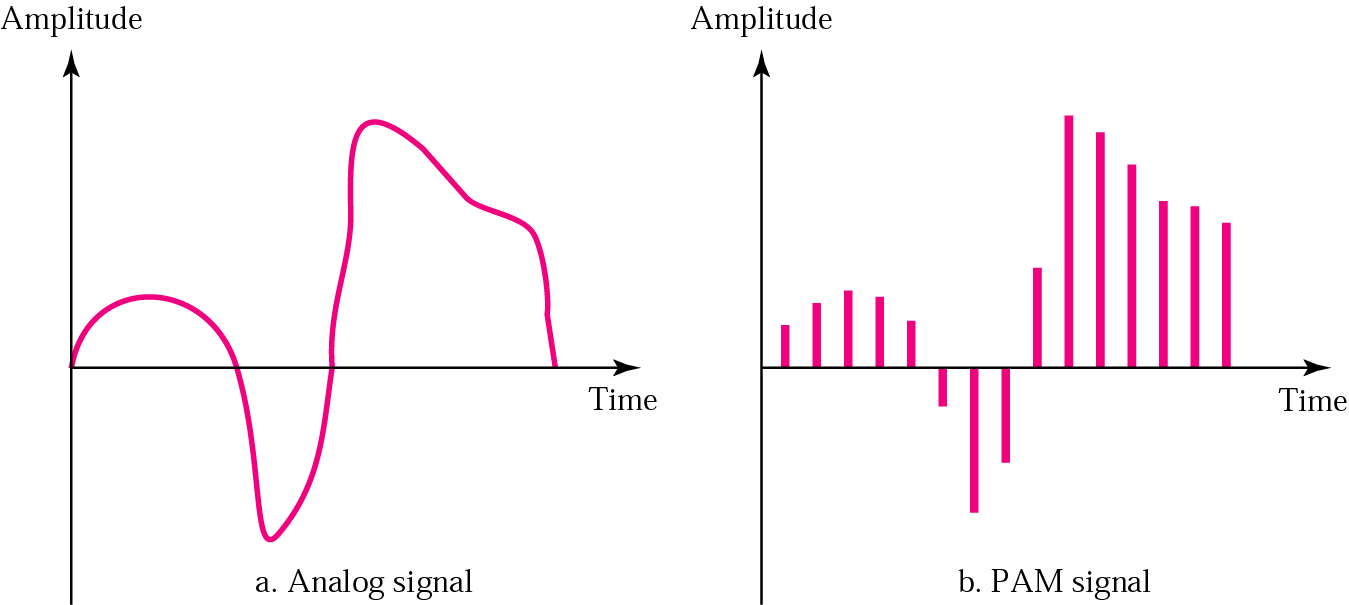 Amplitude
Time
a. Analog signal
Amplitude
Time
b. PAM signal